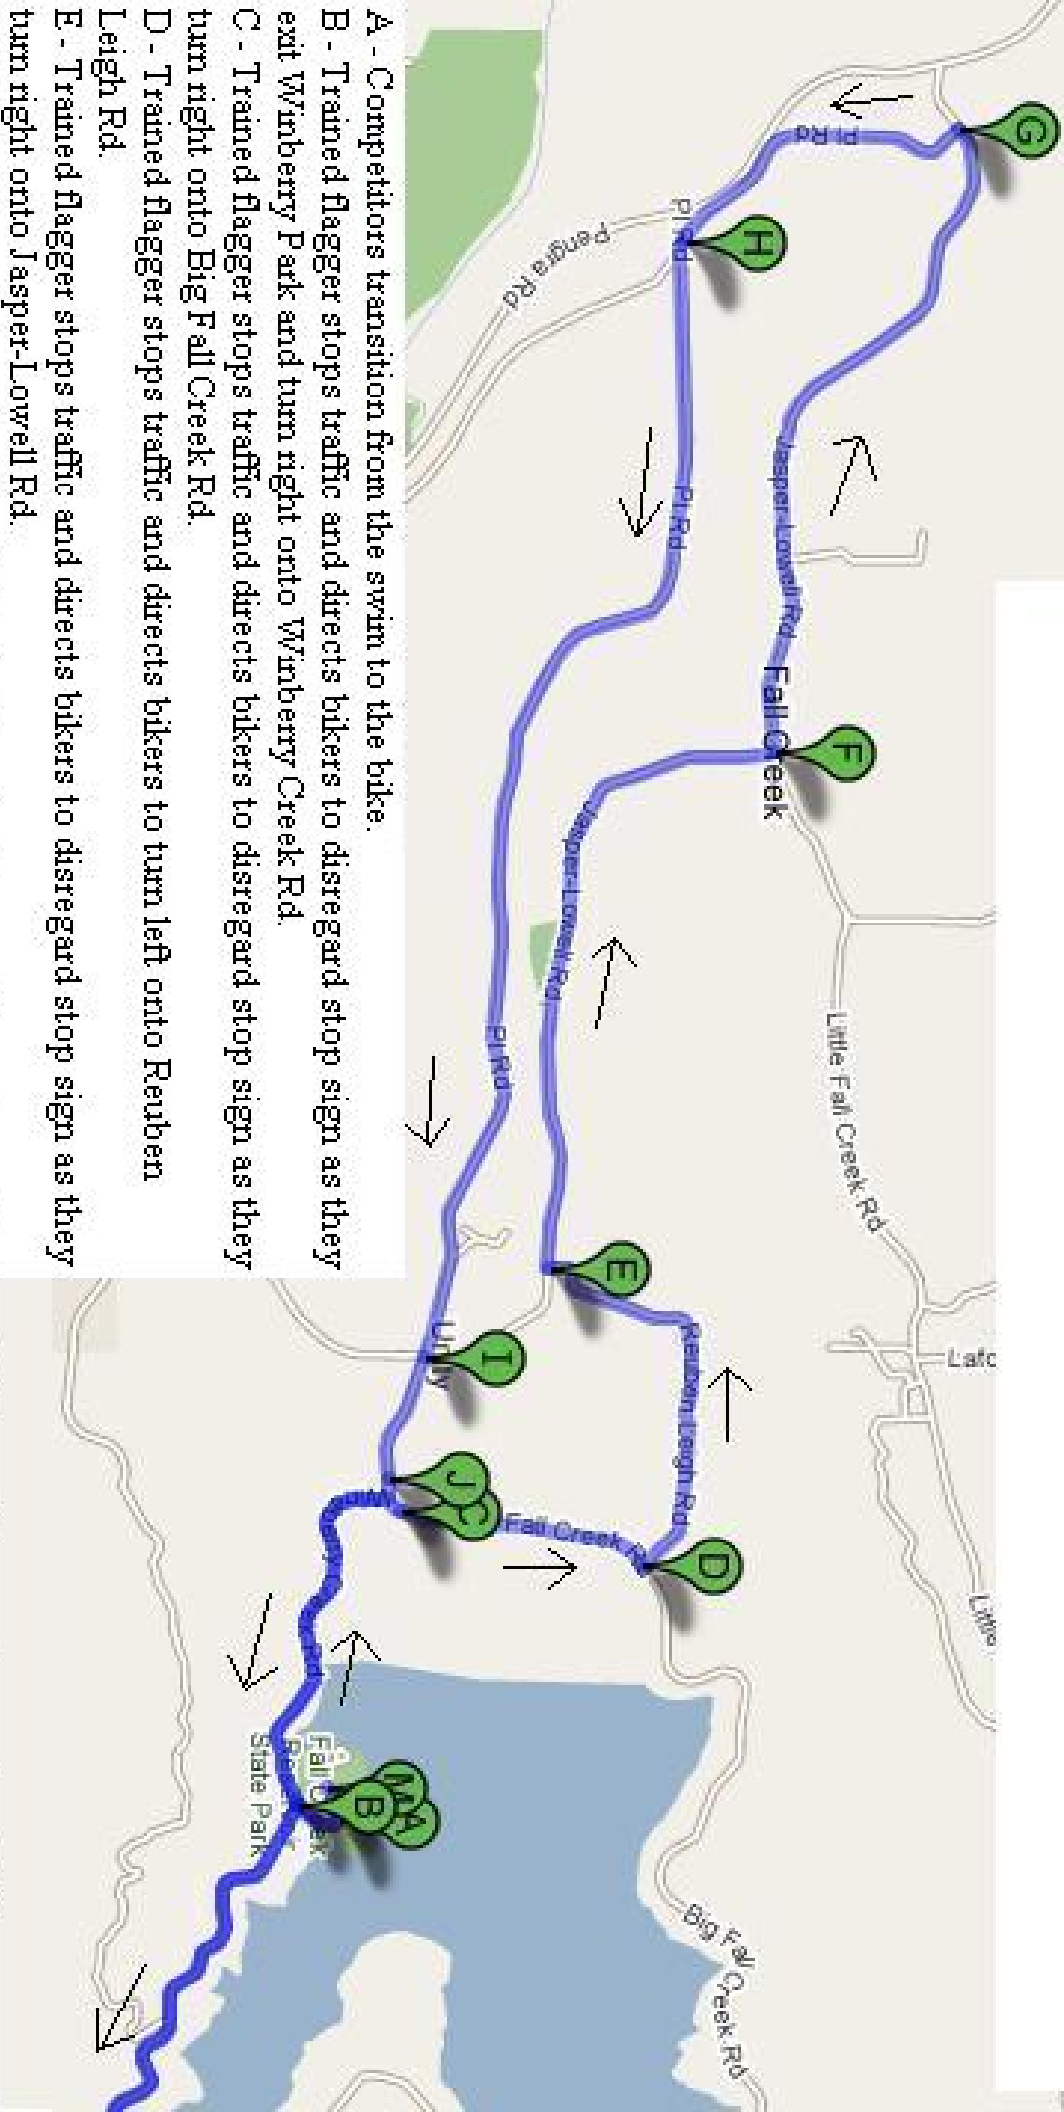 A - Competitors transition from the swim to the bike.
B - Trained flagger stops traffic and directs bikers to disregard stop sign as they
exit Winberry Park and turn right onto Winberry Creek Rd.
C - Trained flagger stops traffic and directs bikers to disregard stop sign as they
turn right onto Big Fall Creek Rd.
D - Trained flagger stops traffic and directs bikers to turn left onto Reuben
Leigh Rd.
E - Trained flagger stops traffic and directs bikers to disregard stop sign as they
turn right onto Jasper-Lowell Rd.
G
Pl Rd
H
Pl Rd
Pengra Rd
Jasper-Lowell Rd
Pl Rd
Fall Creek
F
Jasper-Lowell Rd
Little Fall Creek Rd
Pl Rd
E
I
Unity
Reuben Leigh Rd
J
C
Fall Creek R
D
Little
Rd
Fall
State Park
M
A
B
Big Fall Creek Rd